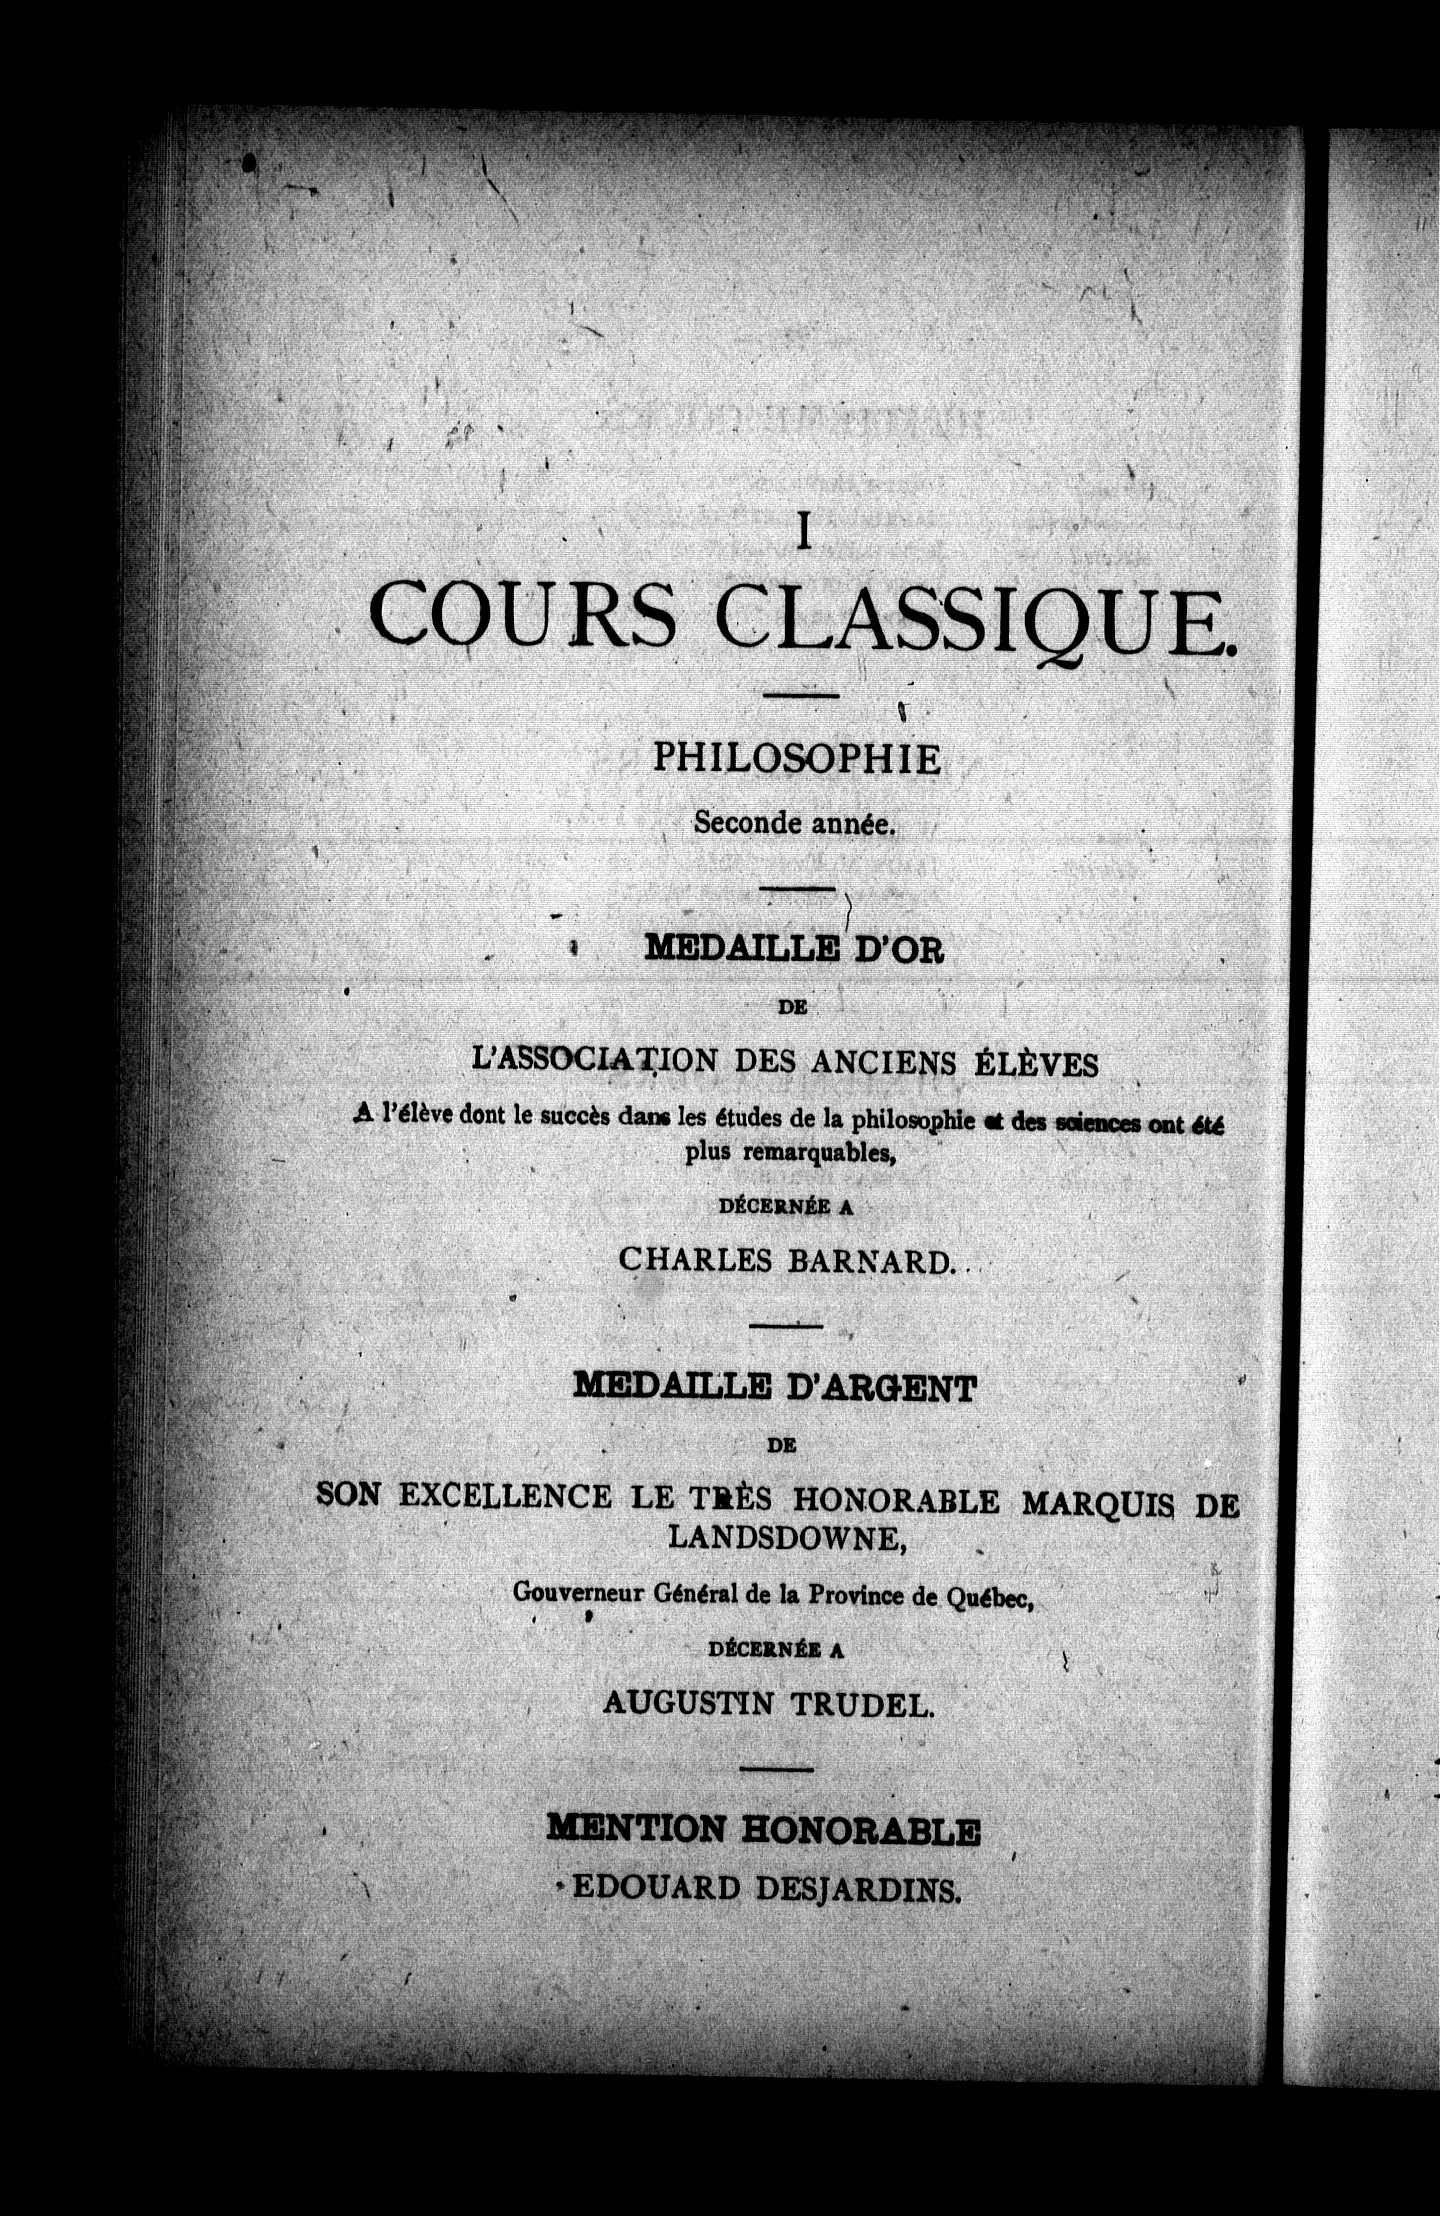 I
COURS CLASSIQUE.
PHILOSOPHIE
Seconde année.
MEDAILLE D'OR
DE
L'ASSOCIATION DES ANCIENS ÉLÈVES
A l'élève dont le succès dans les études de la philosophie et des sciences ont été
plus remarquables,
DÉCERNÉE A
CHARLES BARNARD.
MEDAILLE D'ARGENT
DE
SON EXCELLENCE LE TRÈS HONORABLE MARQUIS DE
LANDSDOWNE,
Gouverneur Général de la Province de Québec,
DÉCERNÉE A
AUGUSTIN TRUDEL.
MENTION HONORABLE
EDOUARD DESJARDINS.